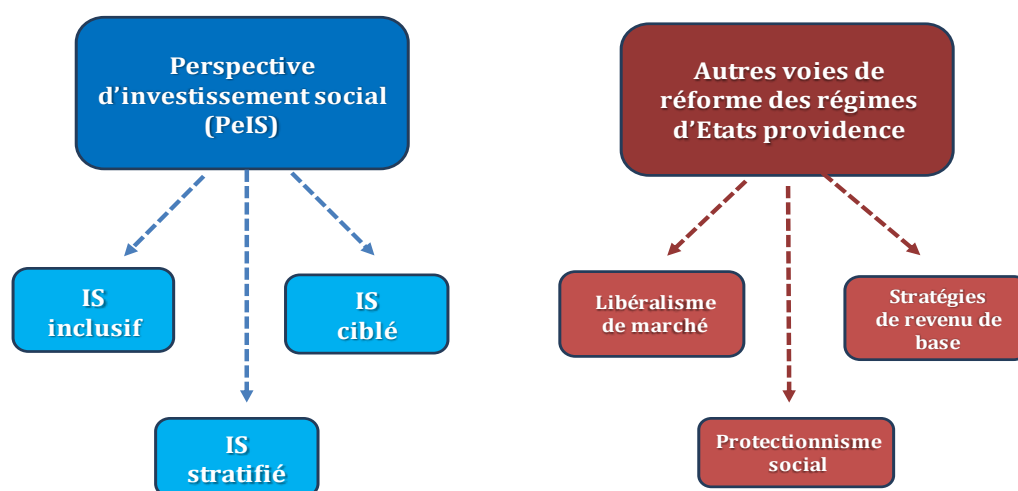 Perspective
d'investissement social
(PeIS)
IS
inclusif
IS
ciblé
IS
stratifié
Autres voies de
réforme des régimes
d'Etats providence
Libéralisme
de marché
Stratégies
de revenu de
base
Protectionnisme
social